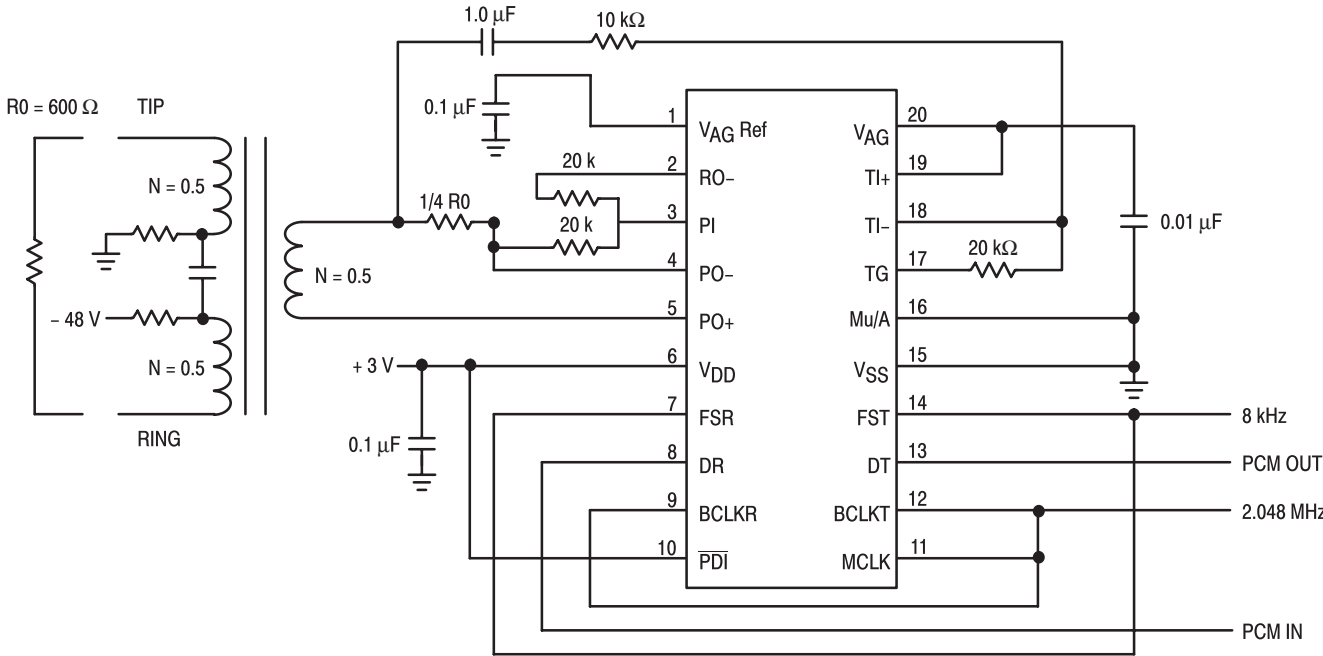 1.0 μF
10 kΩ
R0 = 600 Ω
TIP
0.1 μF
N = 0.5
– 48 V
N = 0.5
RING
N = 0.5
1/4 R0
20 k
20 k
+ 3 V
0.1 μF
1
2
3
4
5
6
7
8
9
10
VAG Ref
RO–
PI
PO–
PO+
VDD
FSR
DR
BCLKR
PDI
VAG
TI+
TI–
TG
Mu/A
VSS
FST
DT
BCLKT
MCLK
20
19
18
17
16
15
14
13
12
11
20 kΩ
0.01 μF
8 kHz
PCM OUT
2.048 MHz
PCM IN